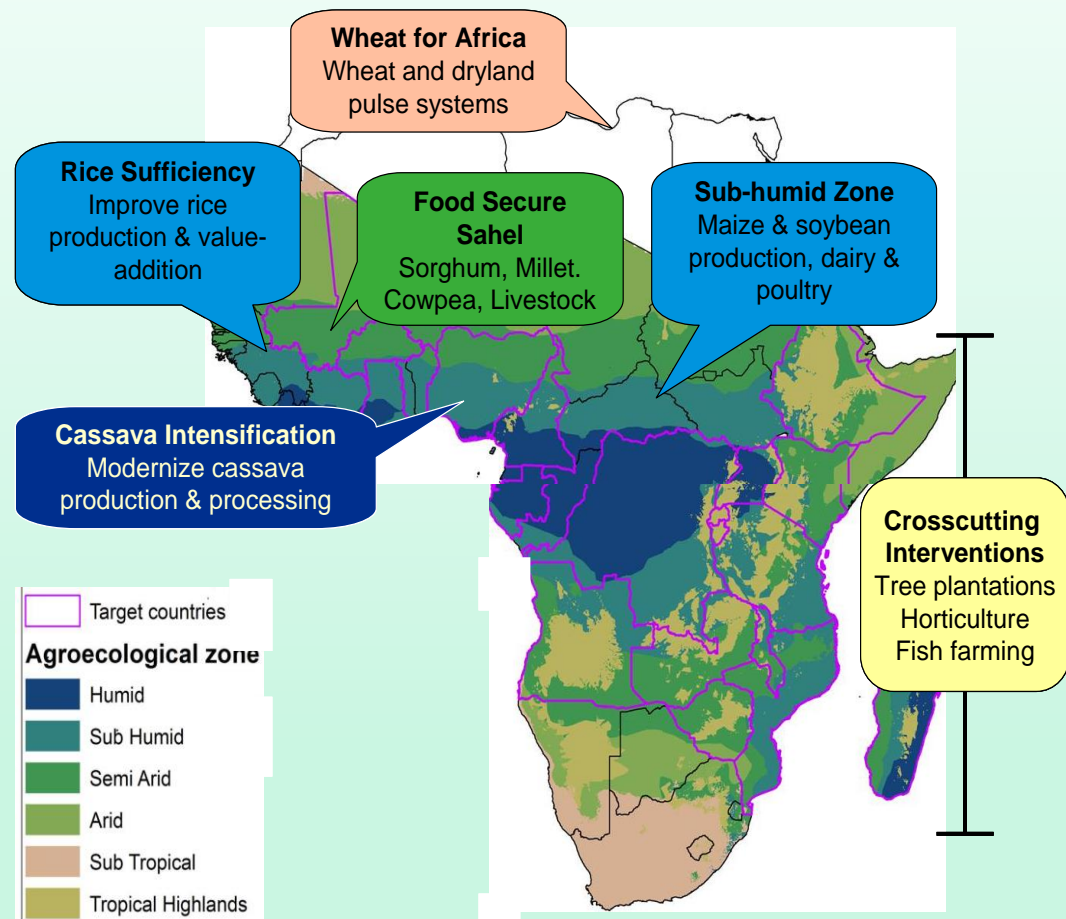 Wheat for Africa
Wheat and dryland
pulse systems
Rice Sufficiency
Improve rice
production & value-
addition
Food Secure
Sahel
Sorghum, Millet.
Cowpea, Livestock
Sub-humid Zone
Maize & soybean
production, dairy &
poultry
Cassava Intensification
Modernize cassava
production & processing
Crosscutting
Interventions
Tree plantations
Horticulture
Fish farming
Target countries
Agroecological zone
Humid
Sub Humid
Semi Arid
Arid
Sub Tropical
Tropical Highlands